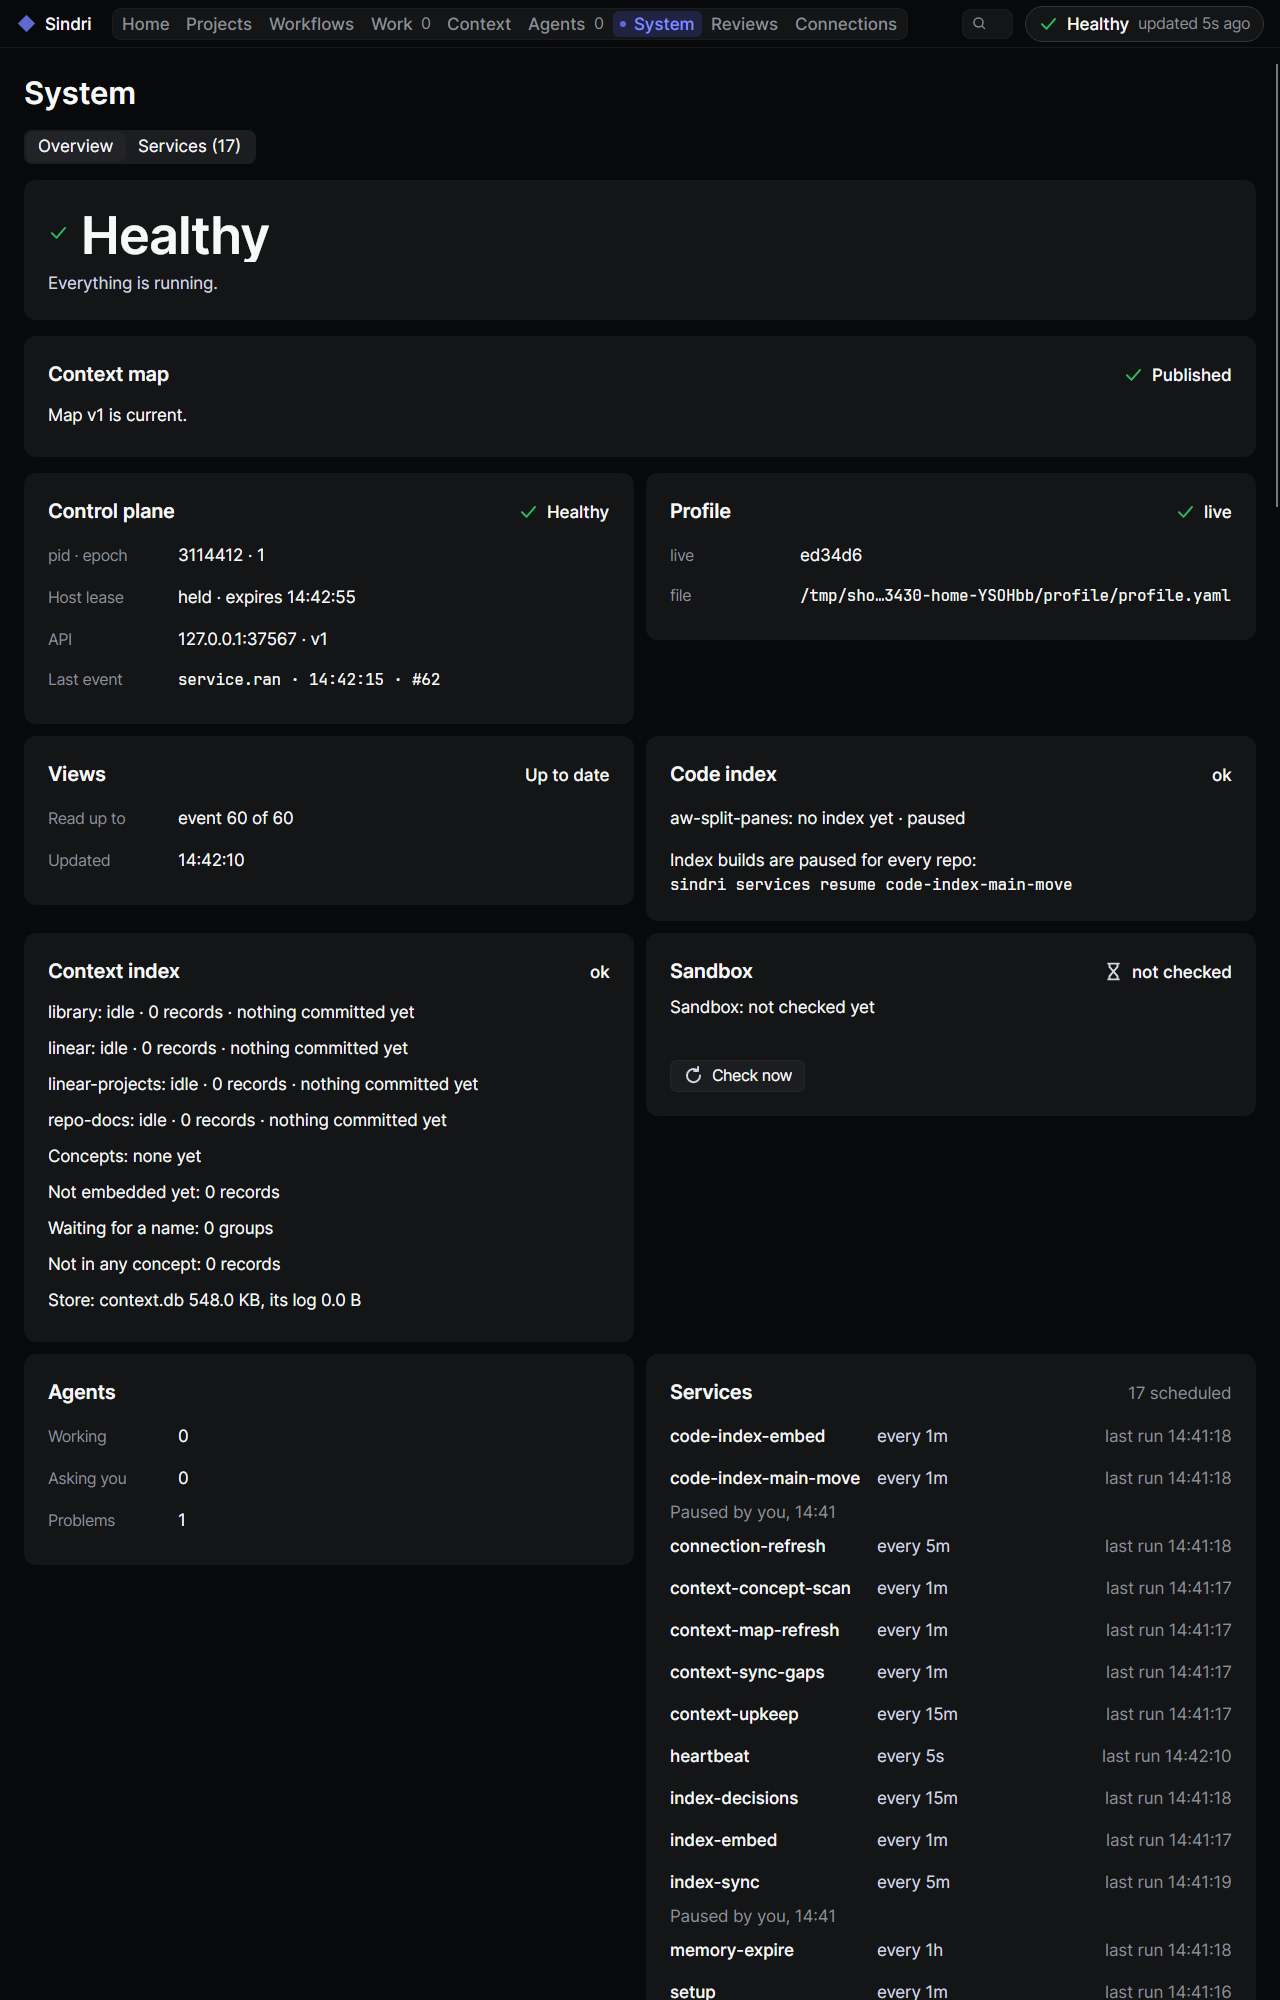 Sindri Home Projects Workflows Work 0 Context Agents 0 System Reviews Connections Healthy updated 5s ago
System
Overview Services (17)
Healthy
Everything is running.
Context map Published
Map v1 is current.
Control plane Healthy
pid · epoch 3114412 · 1
Host lease held · expires 14:42:55
API 127.0.0.1:37567 · v1
Last event service.ran · 14:42:15 · #62
Profile live
live ed34d6
file /tmp/sho…3430-home-YSOHbb/profile/profile.yaml
Views Up to date
Read up to event 60 of 60
Updated 14:42:10
Code index ok
aw-split-panes: no index yet · paused
Index builds are paused for every repo:
sindri services resume code-index-main-move
Context index ok
library: idle · 0 records · nothing committed yet
linear: idle · 0 records · nothing committed yet
linear-projects: idle · 0 records · nothing committed yet
repo-docs: idle · 0 records · nothing committed yet
Concepts: none yet
Not embedded yet: 0 records
Waiting for a name: 0 groups
Not in any concept: 0 records
Store: context.db 548.0 KB, its log 0.0 B
Sandbox not checked
Sandbox: not checked yet
Check now
Agents
Working 0
Asking you 0
Problems 1
Services 17 scheduled
code-index-embed every 1m last run 14:41:18
code-index-main-move every 1m last run 14:41:18
Paused by you, 14:41
connection-refresh every 5m last run 14:41:18
context-concept-scan every 1m last run 14:41:17
context-map-refresh every 1m last run 14:41:17
context-sync-gaps every 1m last run 14:41:17
context-upkeep every 15m last run 14:41:17
heartbeat every 5s last run 14:42:10
index-decisions every 15m last run 14:41:18
index-embed every 1m last run 14:41:17
index-sync every 5m last run 14:41:19
Paused by you, 14:41
memory-expire every 1h last run 14:41:18
setup every 1m last run 14:41:16